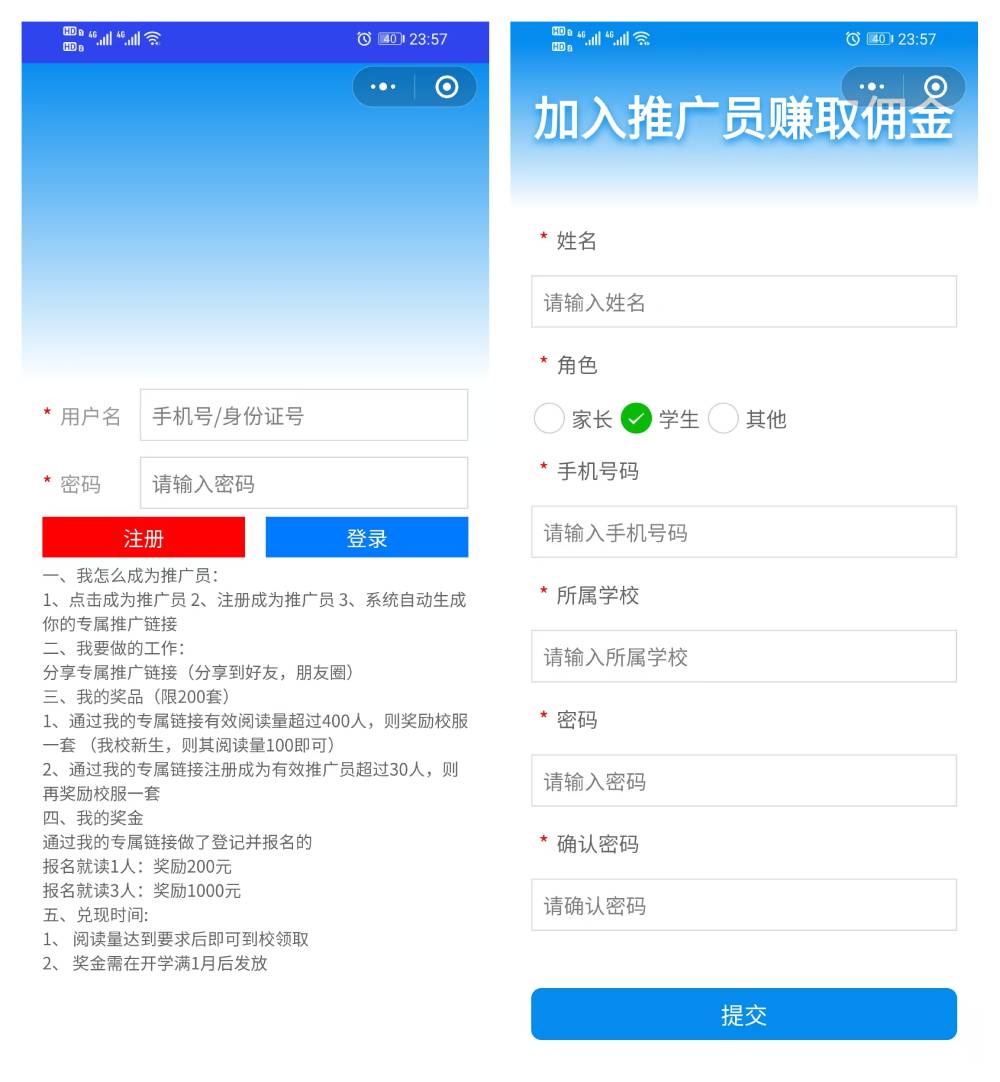 HD 4G 4G 40 23:57
HD 2
用户名 手机号/身份证号
* 密码 请输入密码
注册 登录
一、我怎么成为推广员：
1、点击成为推广员 2、注册成为推广员 3、系统自动生成
你的专属推广链接
二、我要做的工作：
分享专属推广链接（分享到好友，朋友圈）
三、我的奖品（限200套）
1、通过我的专属链接有效阅读量超过400人，则奖励校服
一套 （我校新生，则其阅读量100即可）
2、通过我的专属链接注册成为有效推广员超过30人，则
再奖励校服一套
四、我的奖金
通过我的专属链接做了登记并报名的
报名就读1人：奖励200元
报名就读3人：奖励1000元
五、兑现时间:
1、 阅读量达到要求后即可到校领取
2、 奖金需在开学满1月后发放
HD 4G 4G 40 23:57
HD 2
加入推广员赚取佣金
* 姓名
请输入姓名
* 角色
家长 学生 其他
* 手机号码
请输入手机号码
* 所属学校
请输入所属学校
* 密码
请输入密码
* 确认密码
请确认密码
提交